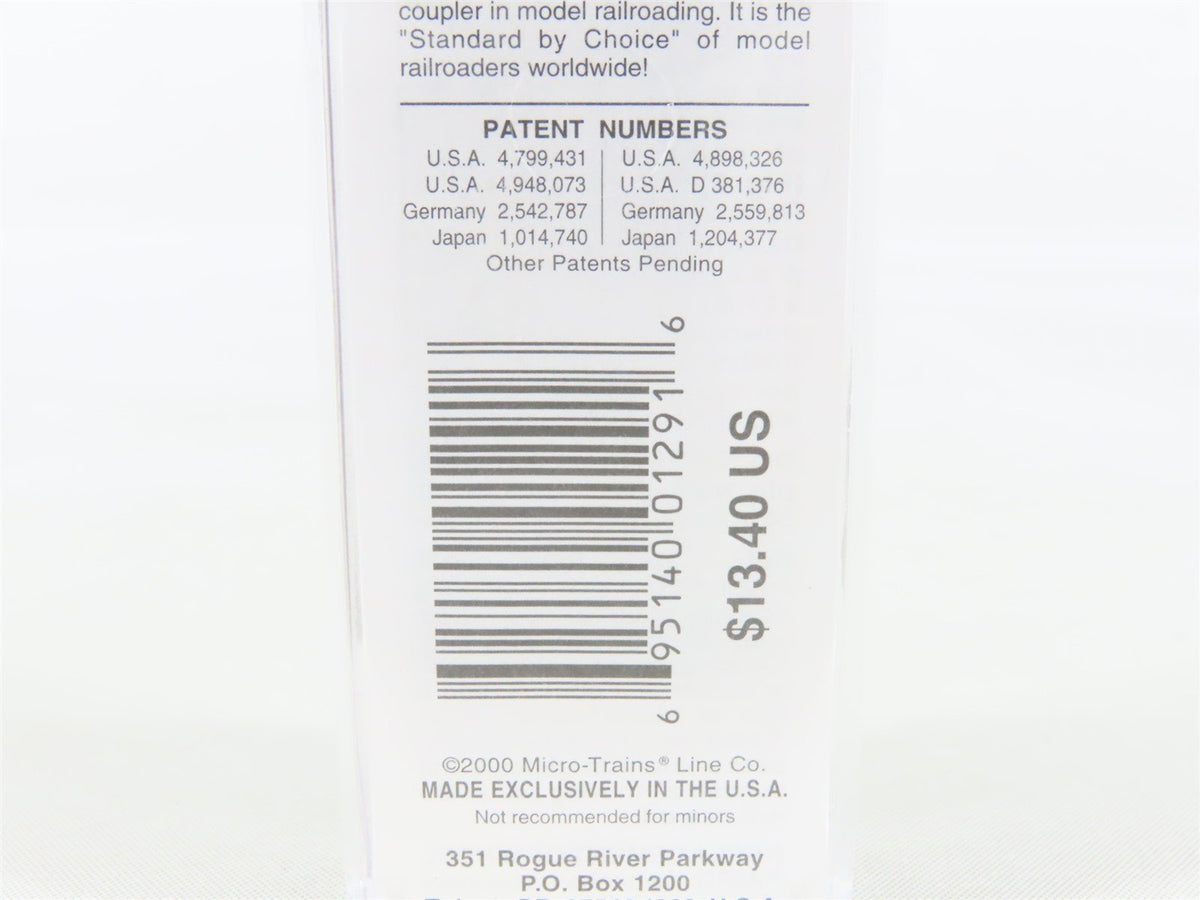 coupler in model railroading. It is the
"Standard by Choice" of model
railroaders worldwide!
PATENT NUMBERS
U.S.A. 4,799,431 U.S.A. 4,898,326
U.S.A. 4,948,073 U.S.A. D 381,376
Germany 2,542,787 Germany 2,559,813
Japan 1,014,740 Japan 1,204,377
Other Patents Pending
6 95140 01291 6
$13.40 US
©2000 Micro-Trains® Line Co.
MADE EXCLUSIVELY IN THE U.S.A.
Not recommended for minors
351 Rogue River Parkway
P.O. Box 1200